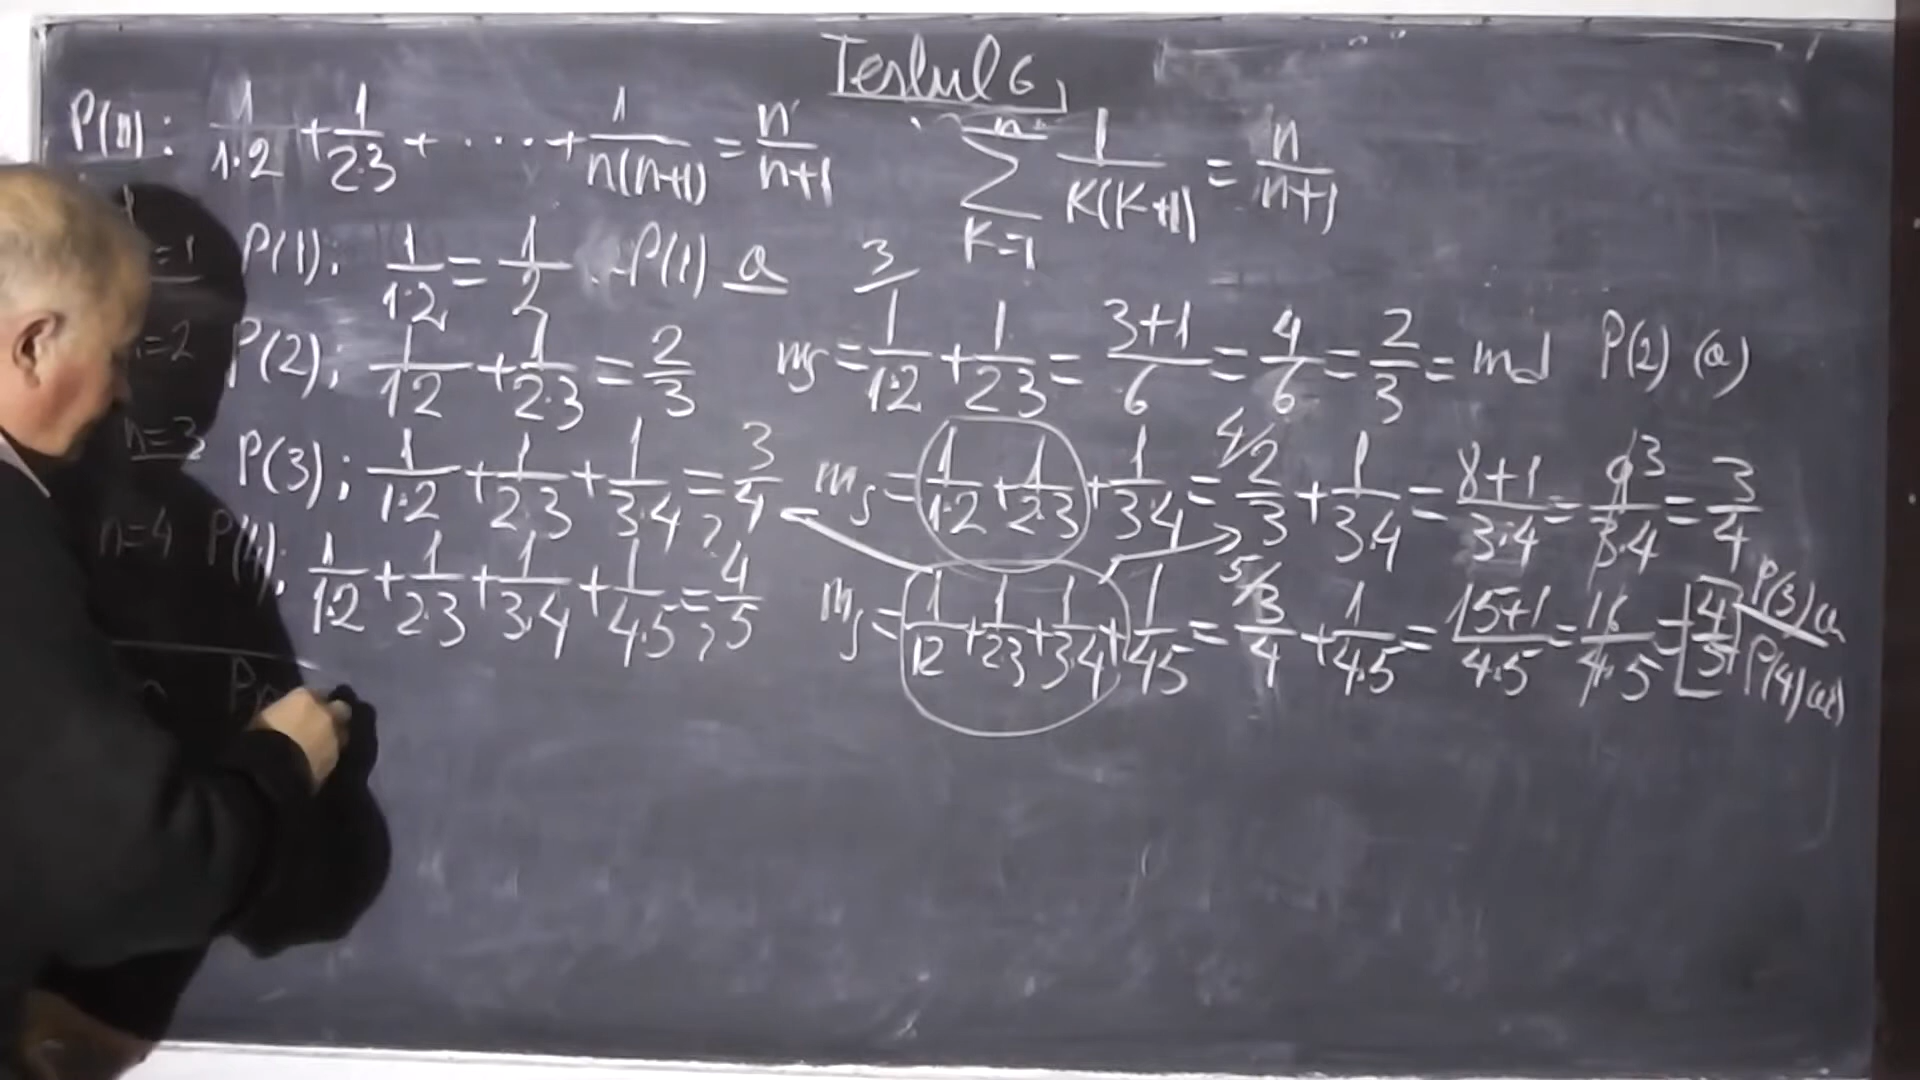 Testul 6
P(n): 1/1·2 + 1/2·3 + ····· + 1/n(n+1) = n/n+1    n ∑ K=1 1/K(K+1) = n/n+1
=1 P(1): 1/1·2 = 1/2 P(1) a 3/
=2 P(2): 1/1·2 + 1/2·3 = 2/3 ms = 1/1·2 + 1/2·3 = 3+1/6 = 4/6 = 2/3 = md P(2) (a)
n=3 P(3): 1/1·2 + 1/2·3 + 1/3·4 = 3/4 ? ms = 1/1·2 + 1/2·3 + 1/3·4 = 4/ 2/3 + 1/3·4 = 8+1/3·4 = 9 3/3·4 = 3/4 P(3) a
n=4 P(4): 1/1·2 + 1/2·3 + 1/3·4 + 1/4·5 = 4/5 ? ms = 1/1·2 + 1/2·3 + 1/3·4 + 1/4·5 = 5/ 3/4 + 1/4·5 = 15+1/4·5 = 16/4·5 = 4/5 P(4)
n P